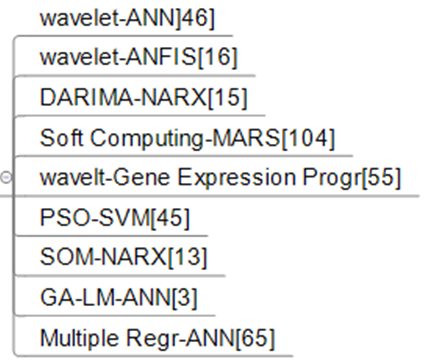 wavelet-ANN]46]
wavelet-ANFIS[16]
DARIMA-NARX[15]
Soft Computing-MARS[104]
wavelt-Gene Expression Progr[55]
PSO-SVM[45]
SOM-NARX[13]
GA-LM-ANN[3]
Multiple Regr-ANN[65]